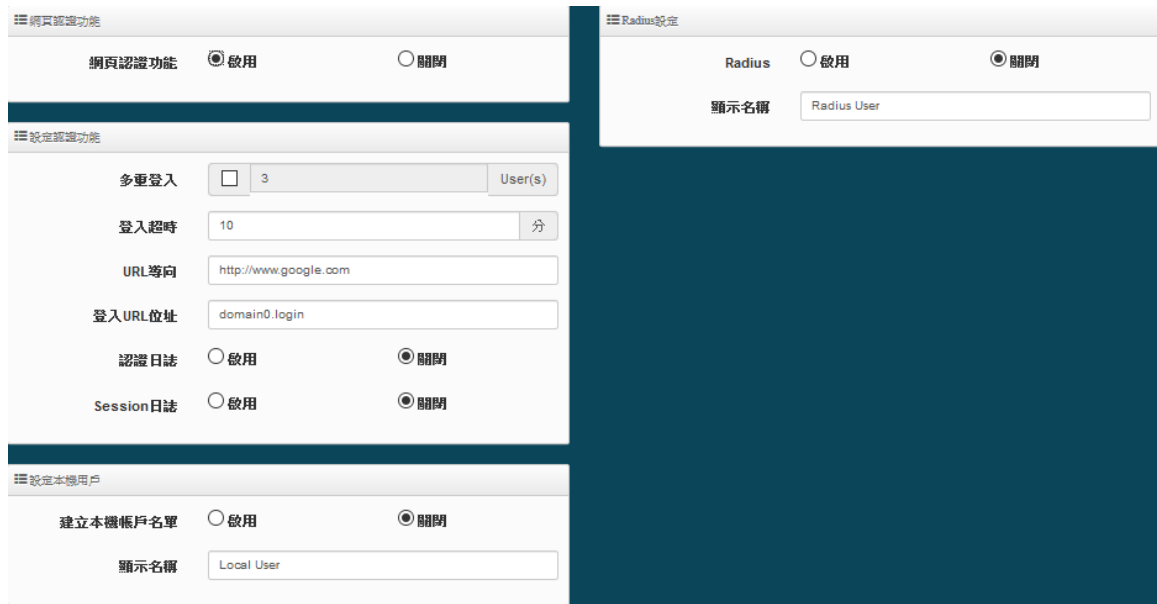 網頁認證功能
網頁認證功能 啟用 關閉
設定認證功能
多重登入 3 User(s)
登入超時 10 分
URL導向 http://www.google.com
登入URL位址 domain0.login
認證日誌 啟用 關閉
Session日誌 啟用 關閉
設定本機用戶
建立本機帳戶名單 啟用 關閉
顯示名稱 Local User
Radius設定
Radius 啟用 關閉
顯示名稱 Radius User